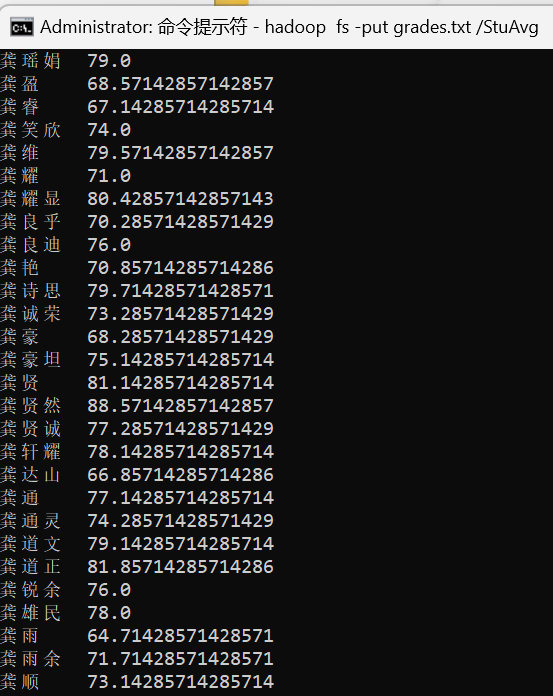 Administrator: 命令提示符 - hadoop  fs -put grades.txt /StuAvg
龚瑶娟	79.0
龚盈	68.57142857142857
龚睿	67.14285714285714
龚笑欣	74.0
龚维	79.57142857142857
龚耀	71.0
龚耀显	80.42857142857143
龚良乎	70.28571428571429
龚良迪	76.0
龚艳	70.85714285714286
龚诗思	79.71428571428571
龚诚荣	73.28571428571429
龚豪	68.28571428571429
龚豪坦	75.14285714285714
龚贤	81.14285714285714
龚贤然	88.57142857142857
龚贤诚	77.28571428571429
龚轩耀	78.14285714285714
龚达山	66.85714285714286
龚通	77.14285714285714
龚通灵	74.28571428571429
龚道文	79.14285714285714
龚道正	81.85714285714286
龚锐余	76.0
龚雄民	78.0
龚雨	64.71428571428571
龚雨余	71.71428571428571
龚顺	73.14285714285714